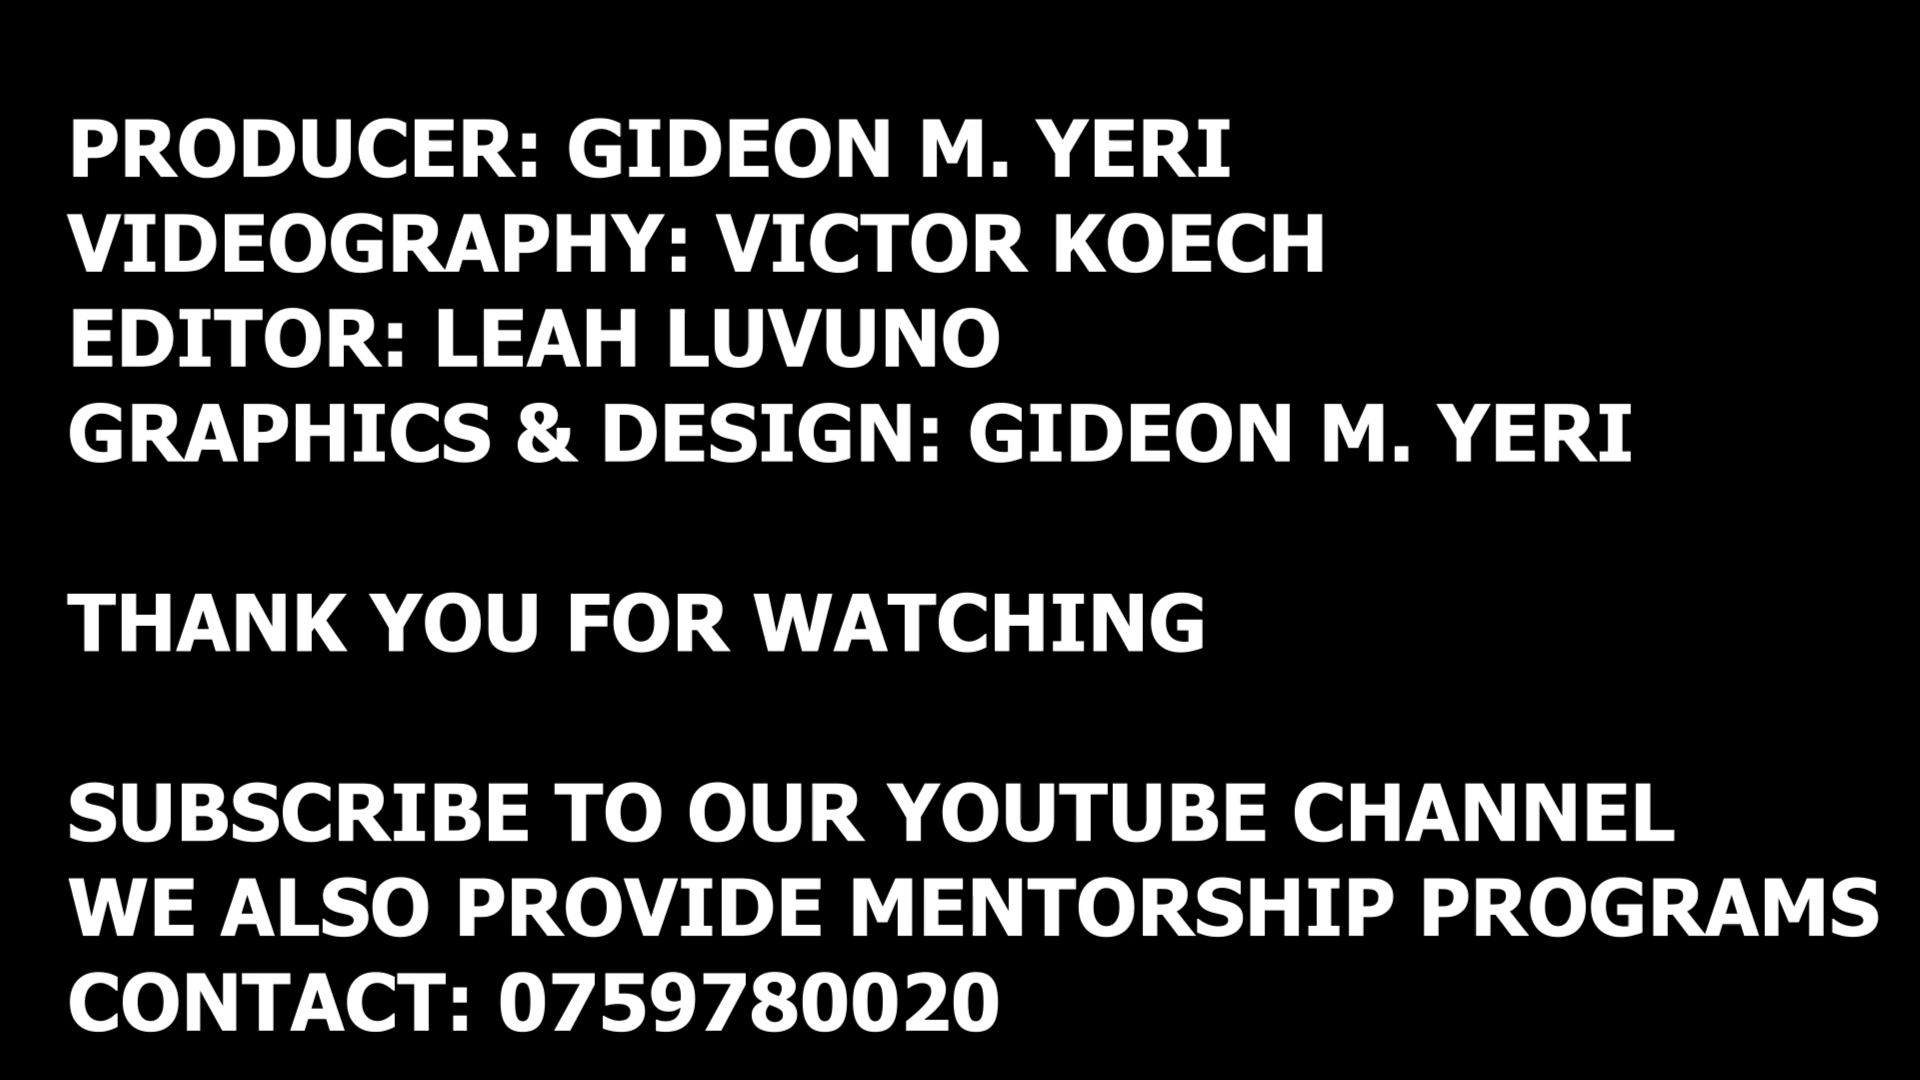 PRODUCER: GIDEON M. YERI
VIDEOGRAPHY: VICTOR KOECH
EDITOR: LEAH LUVUNO
GRAPHICS & DESIGN: GIDEON M. YERI
THANK YOU FOR WATCHING
SUBSCRIBE TO OUR YOUTUBE CHANNEL
WE ALSO PROVIDE MENTORSHIP PROGRAMS
CONTACT: 0759780020